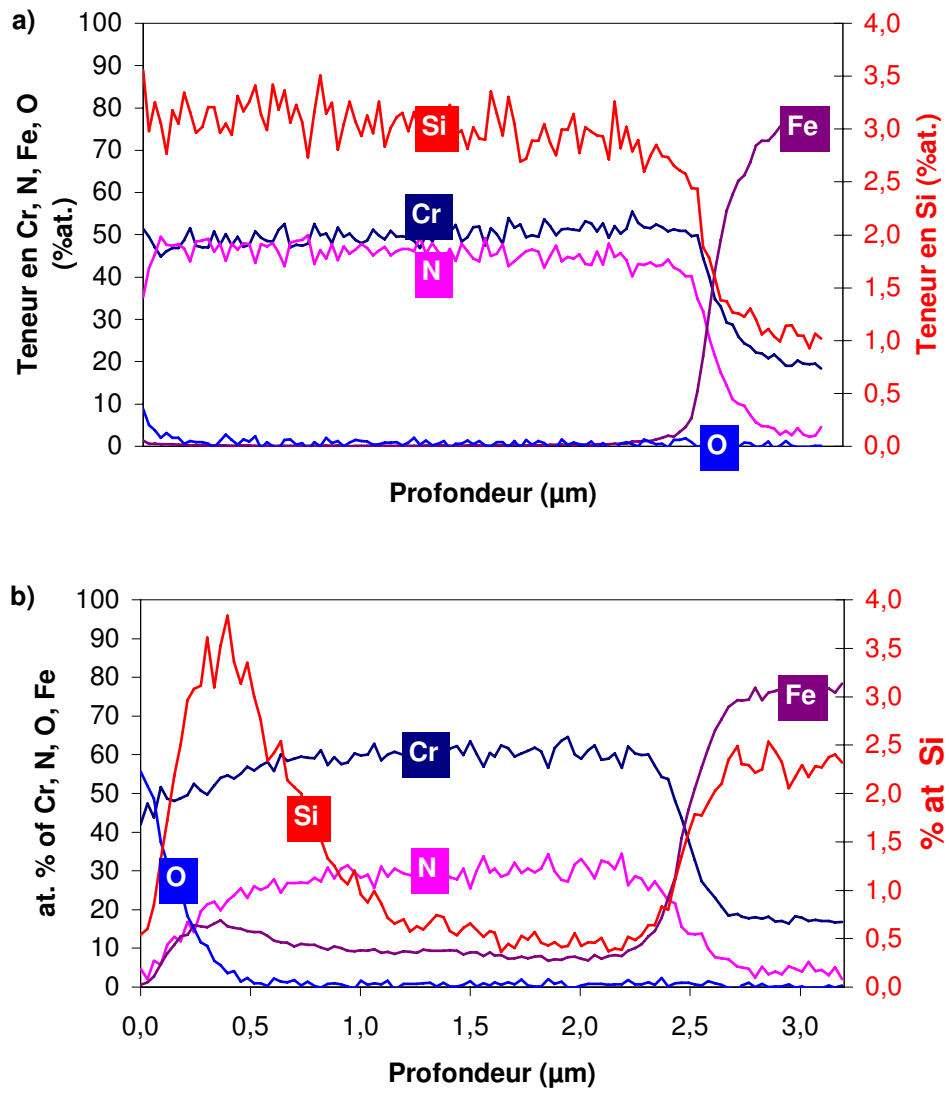 a)
Teneur en Cr, N, Fe, O
(%at.)
100
90
80
70
60
50
40
30
20
10
0
4,0
3,5
3,0
2,5
2,0
1,5
1,0
0,5
0,0
Teneur en Si (%at.)
Si
Fe
Cr
N
O
Profondeur (µm)
b)
at. % of Cr, N, O, Fe
100
90
80
70
60
50
40
30
20
10
0
4,0
3,5
3,0
2,5
2,0
1,5
1,0
0,5
0,0
% at Si
Fe
Cr
Si
N
O
0,0 0,5 1,0 1,5 2,0 2,5 3,0
Profondeur (µm)